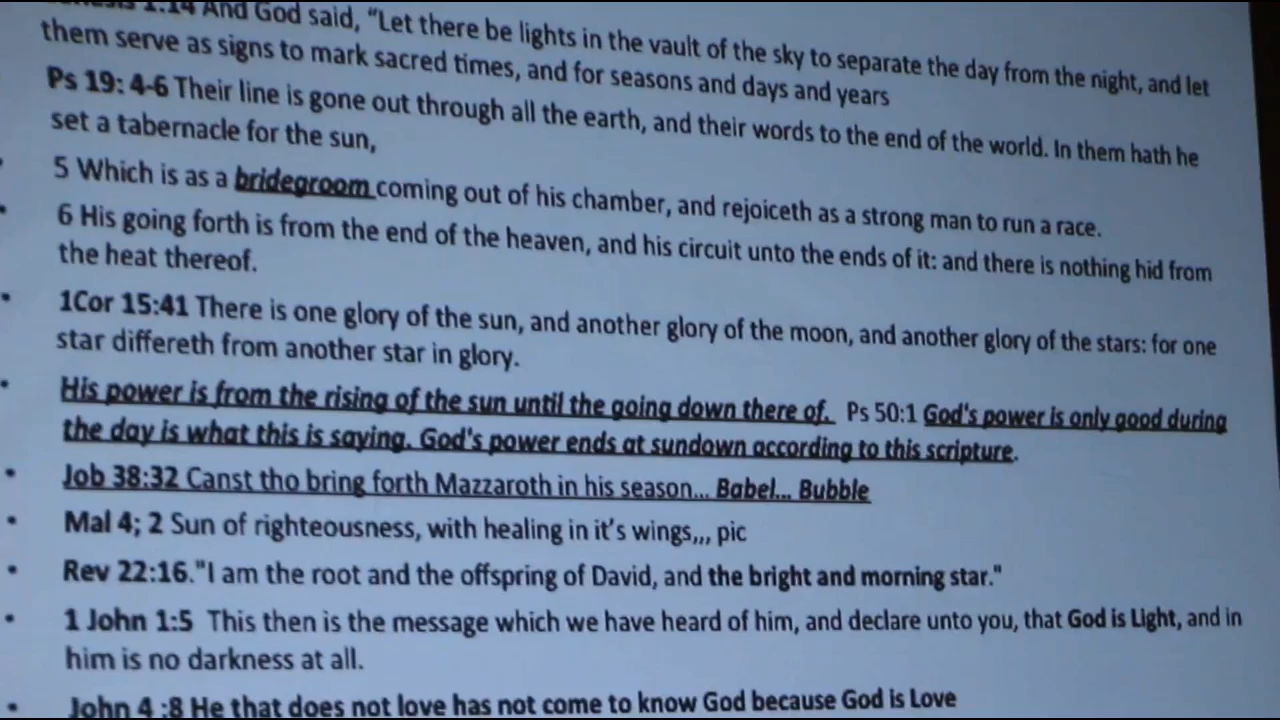 Genesis 1:14 And God said, “Let there be lights in the vault of the sky to separate the day from the night, and let
them serve as signs to mark sacred times, and for seasons and days and years
Ps 19: 4-6 Their line is gone out through all the earth, and their words to the end of the world. In them hath he
set a tabernacle for the sun,
5 Which is as a bridegroom coming out of his chamber, and rejoiceth as a strong man to run a race.
6 His going forth is from the end of the heaven, and his circuit unto the ends of it: and there is nothing hid from
the heat thereof.
1Cor 15:41 There is one glory of the sun, and another glory of the moon, and another glory of the stars: for one
star differeth from another star in glory.
His power is from the rising of the sun until the going down there of. Ps 50:1 God's power is only good during
the day is what this is saying. God's power ends at sundown according to this scripture.
Job 38:32 Canst tho bring forth Mazzaroth in his season... Babel... Bubble
Mal 4; 2 Sun of righteousness, with healing in it’s wings,,, pic
Rev 22:16."I am the root and the offspring of David, and the bright and morning star."
1 John 1:5 This then is the message which we have heard of him, and declare unto you, that God is Light, and in
him is no darkness at all.
John 4 :8 He that does not love has not come to know God because God is Love